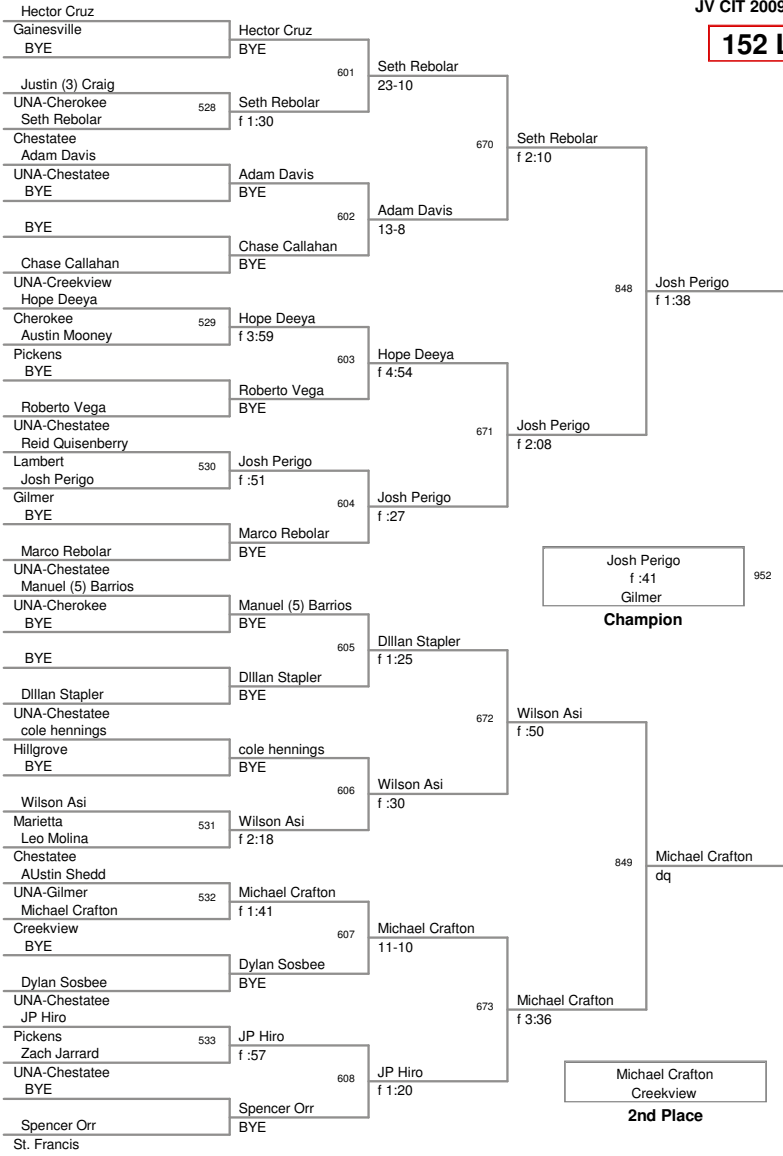 JV CIT 2009
152 L
Hector Cruz
Gainesville
BYE
Justin (3) Craig
UNA-Cherokee
Seth Rebolar
Chestatee
Adam Davis
UNA-Chestatee
BYE
BYE
Chase Callahan
UNA-Creekview
Hope Deeya
Cherokee
Austin Mooney
Pickens
BYE
Roberto Vega
UNA-Chestatee
Reid Quisenberry
Lambert
Josh Perigo
Gilmer
BYE
Marco Rebolar
UNA-Chestatee
Manuel (5) Barrios
UNA-Cherokee
BYE
BYE
DIllan Stapler
UNA-Chestatee
cole hennings
Hillgrove
BYE
Wilson Asi
Marietta
Leo Molina
Chestatee
AUstin Shedd
UNA-Gilmer
Michael Crafton
Creekview
BYE
Dylan Sosbee
UNA-Chestatee
JP Hiro
Pickens
Zach Jarrard
UNA-Chestatee
BYE
Spencer Orr
St. Francis
528
529
530
531
532
533
Hector Cruz
BYE
Seth Rebolar
f 1:30
Adam Davis
BYE
Chase Callahan
BYE
Hope Deeya
f 3:59
Roberto Vega
BYE
Josh Perigo
f :51
Marco Rebolar
BYE
Manuel (5) Barrios
BYE
DIllan Stapler
BYE
cole hennings
BYE
Wilson Asi
f 2:18
Michael Crafton
f 1:41
Dylan Sosbee
BYE
JP Hiro
f :57
Spencer Orr
BYE
601
602
603
604
605
606
607
608
Seth Rebolar
23-10
Adam Davis
13-8
Hope Deeya
f 4:54
Josh Perigo
f :27
DIllan Stapler
f 1:25
Wilson Asi
f :30
Michael Crafton
11-10
JP Hiro
f 1:20
670
671
672
673
Seth Rebolar
f 2:10
Josh Perigo
f 2:08
Wilson Asi
f :50
Michael Crafton
f 3:36
848
849
Josh Perigo
f 1:38
Michael Crafton
dq
Josh Perigo
f :41
Gilmer
952
Champion
Michael Crafton
Creekview
2nd Place